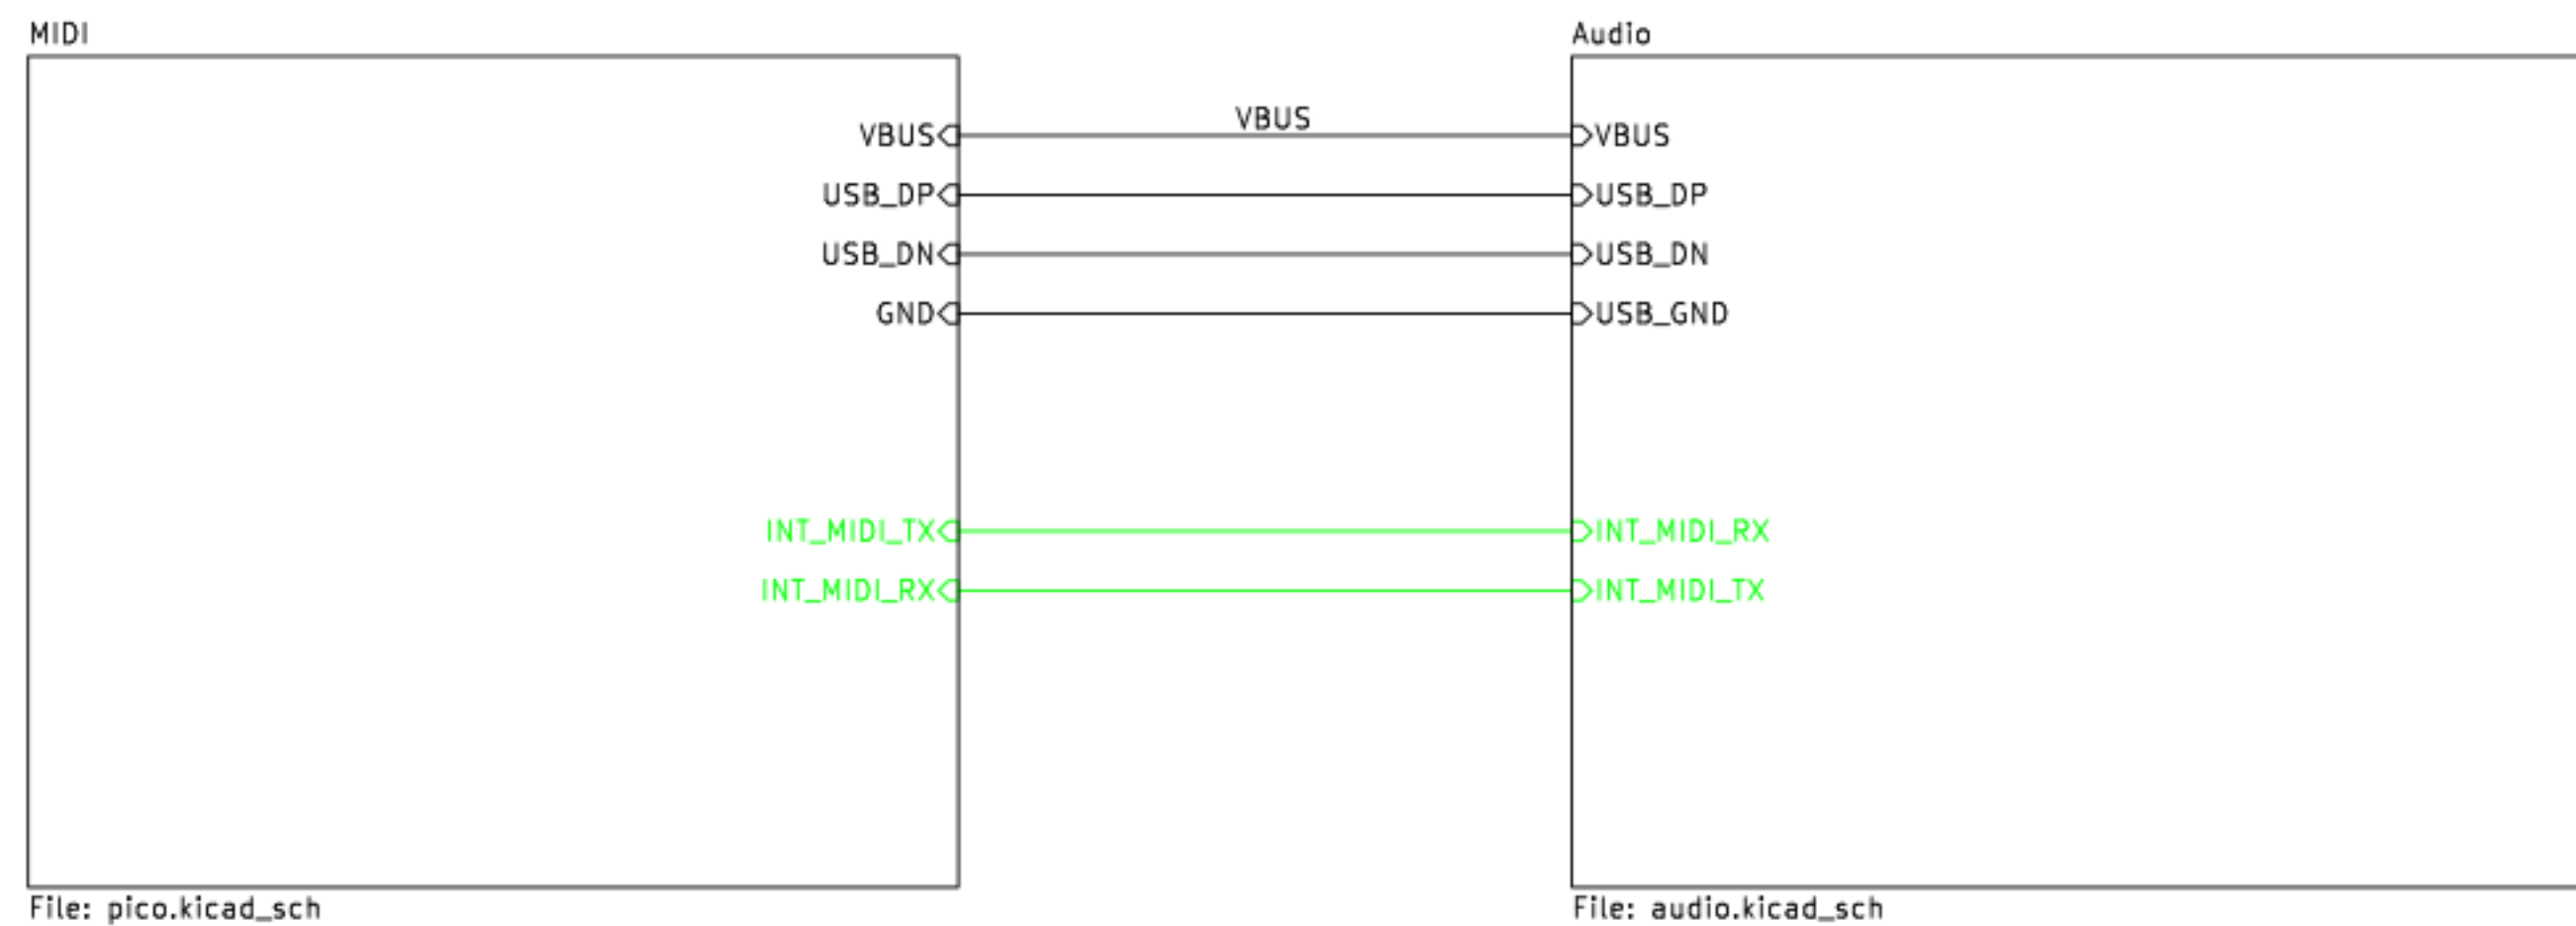 MIDI
Audio
VBUS
VBUS
VBUS
USB_DP
USB_DP
USB_DN
USB_DN
GND
USB_GND
INT_MIDI_TX
INT_MIDI_RX
INT_MIDI_RX
INT_MIDI_TX
File: pico.kicad_sch
File: audio.kicad_sch